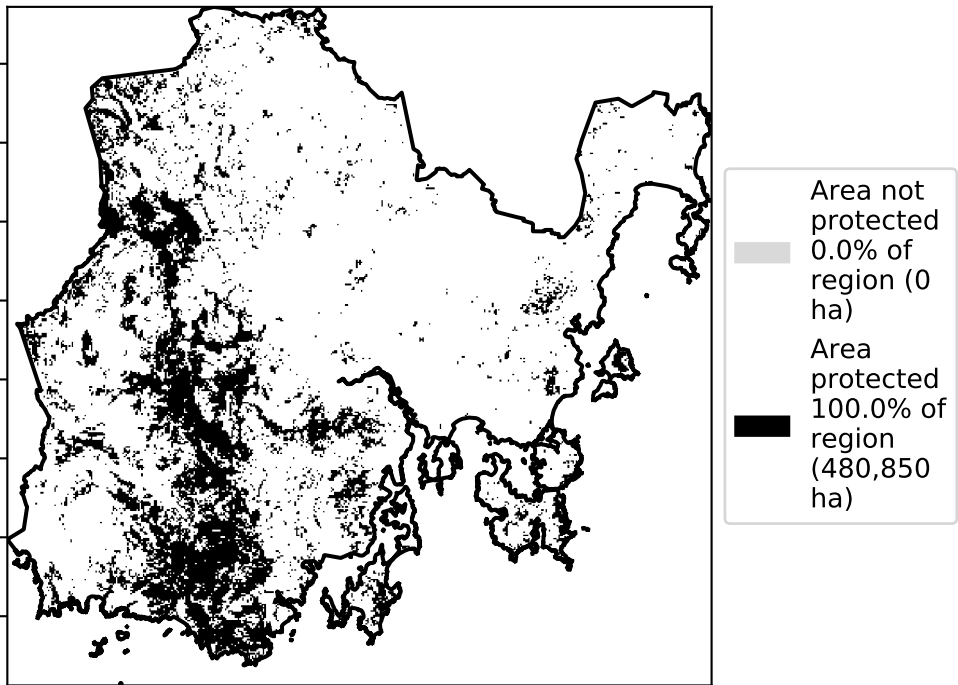 Area not
protected
0.0% of
region (0
ha)
Area
protected
100.0% of
region
(480,850
ha)